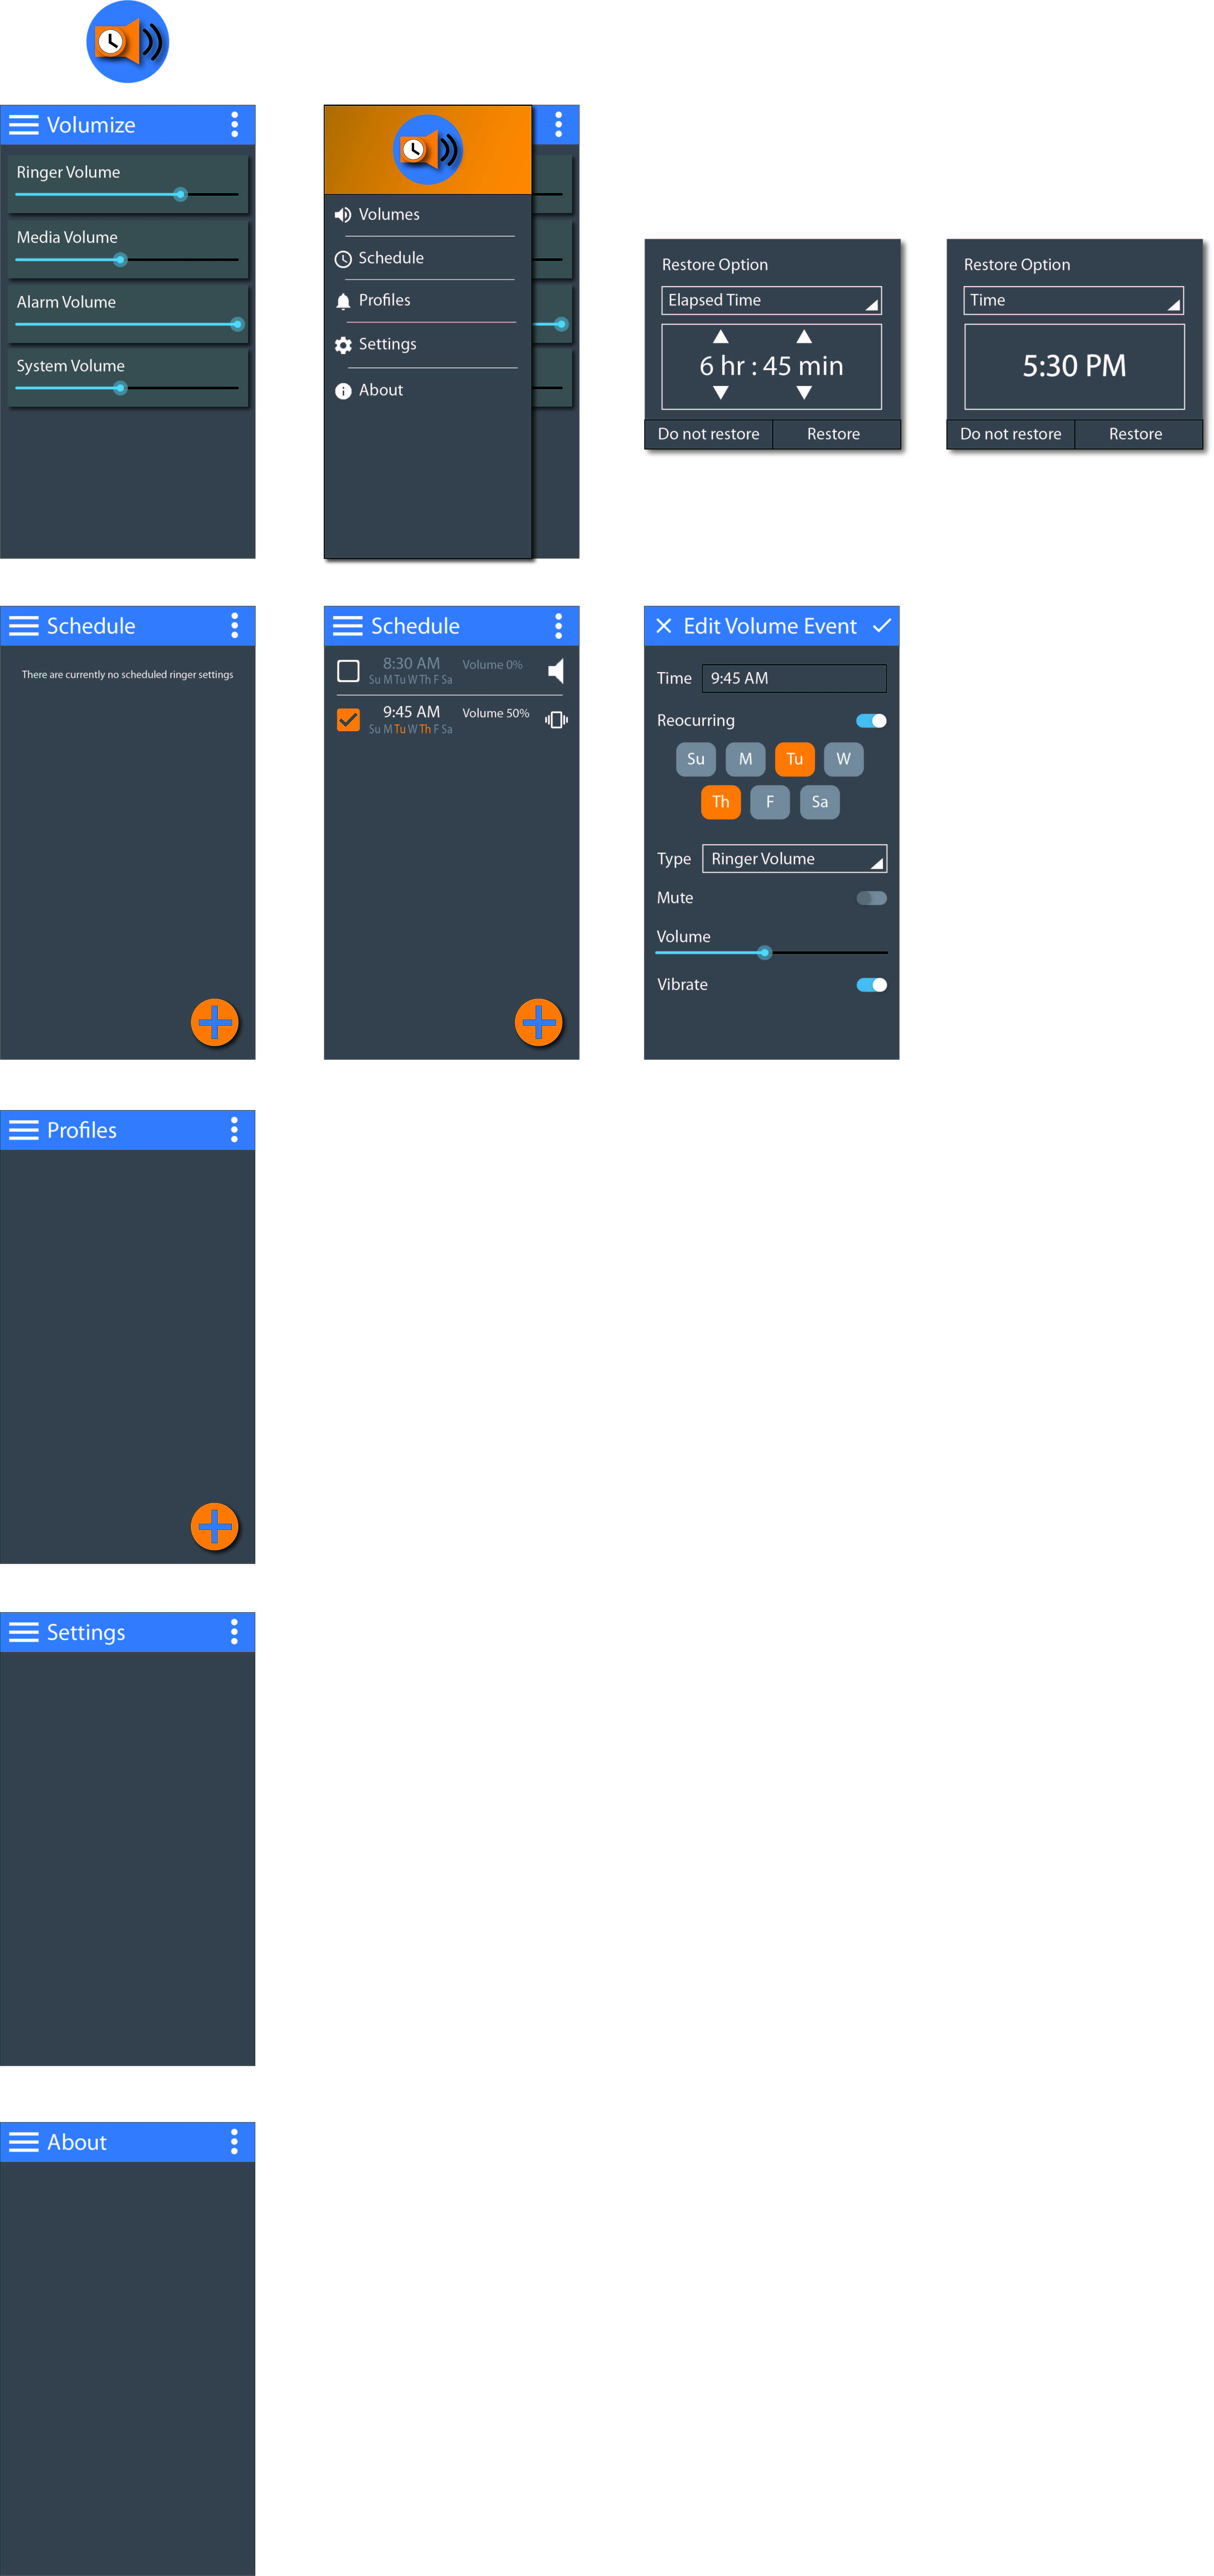 Volumize
Ringer Volume
Media Volume
Alarm Volume
System Volume
Volumes
Schedule
Profiles
Settings
About
Restore Option
Elapsed Time
6 hr : 45 min
Do not restore Restore
Restore Option
Time
5:30 PM
Do not restore Restore
Schedule
There are currently no scheduled ringer settings
Schedule
8:30 AM Volume 0%
Su M Tu W Th F Sa
9:45 AM Volume 50%
Su M Tu W Th F Sa
Edit Volume Event
Time 9:45 AM
Reocurring
Su M Tu W
Th F Sa
Type Ringer Volume
Mute
Volume
Vibrate
Profiles
Settings
About